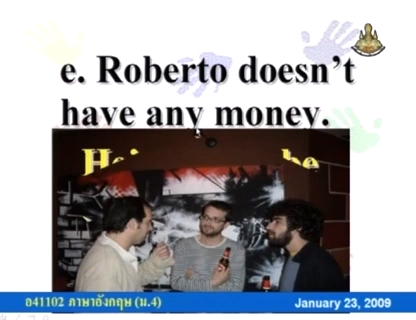 e. Roberto doesn't
have any money.
be
อ41102 ภาษาอังกฤษ (ม.4)
January 23, 2009